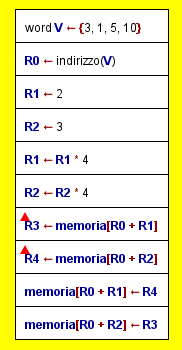 word V ← {3, 1, 5, 10}
R0 ← indirizzo(V)
R1 ← 2
R2 ← 3
R1 ← R1 * 4
R2 ← R2 * 4
R3 ← memoria[R0 + R1]
R4 ← memoria[R0 + R2]
memoria[R0 + R1] ← R4
memoria[R0 + R2] ← R3